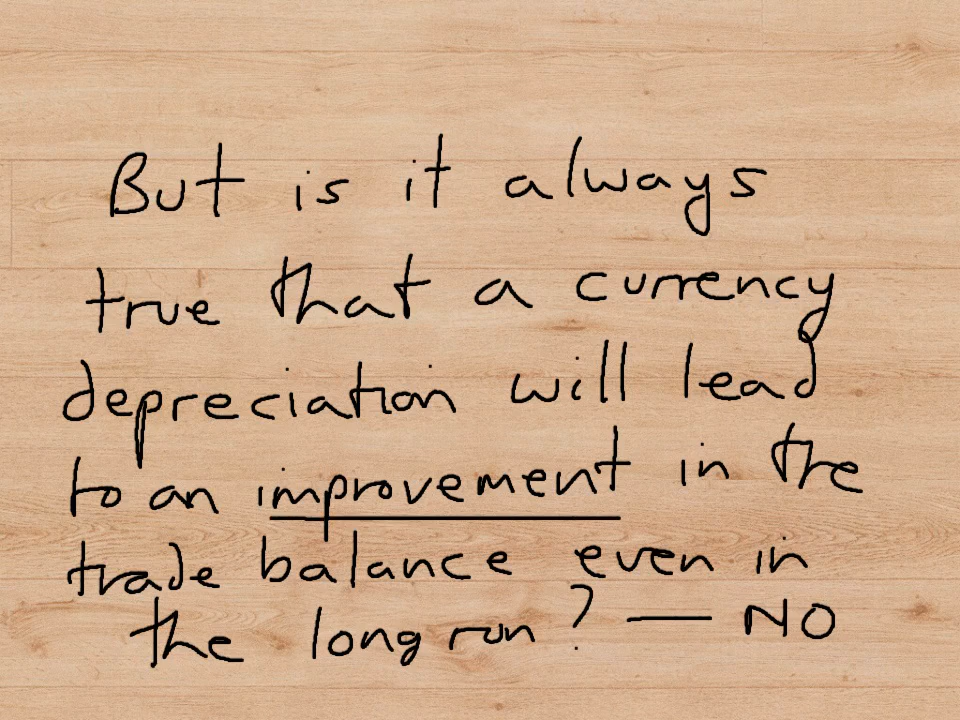 But is it always
true that a currency
depreciation will lead
to an improvement in the
trade balance even in
the long run? — NO